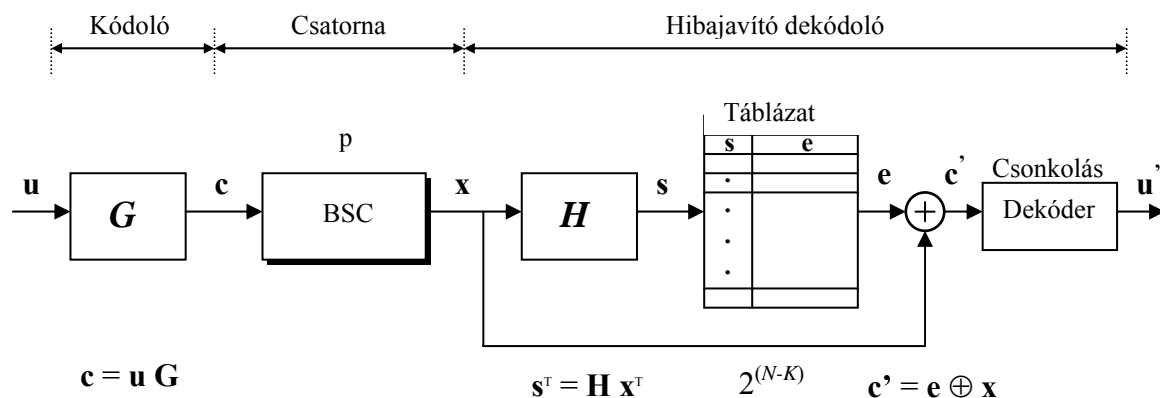 Kódoló Csatorna Hibajavító dekódoló
p Táblázat
s e
u c x s e c’ Csonkolás u’
G BSC H + Dekóder
c = u G sᵀ = H xᵀ 2^(N-K) c’ = e ⊕ x